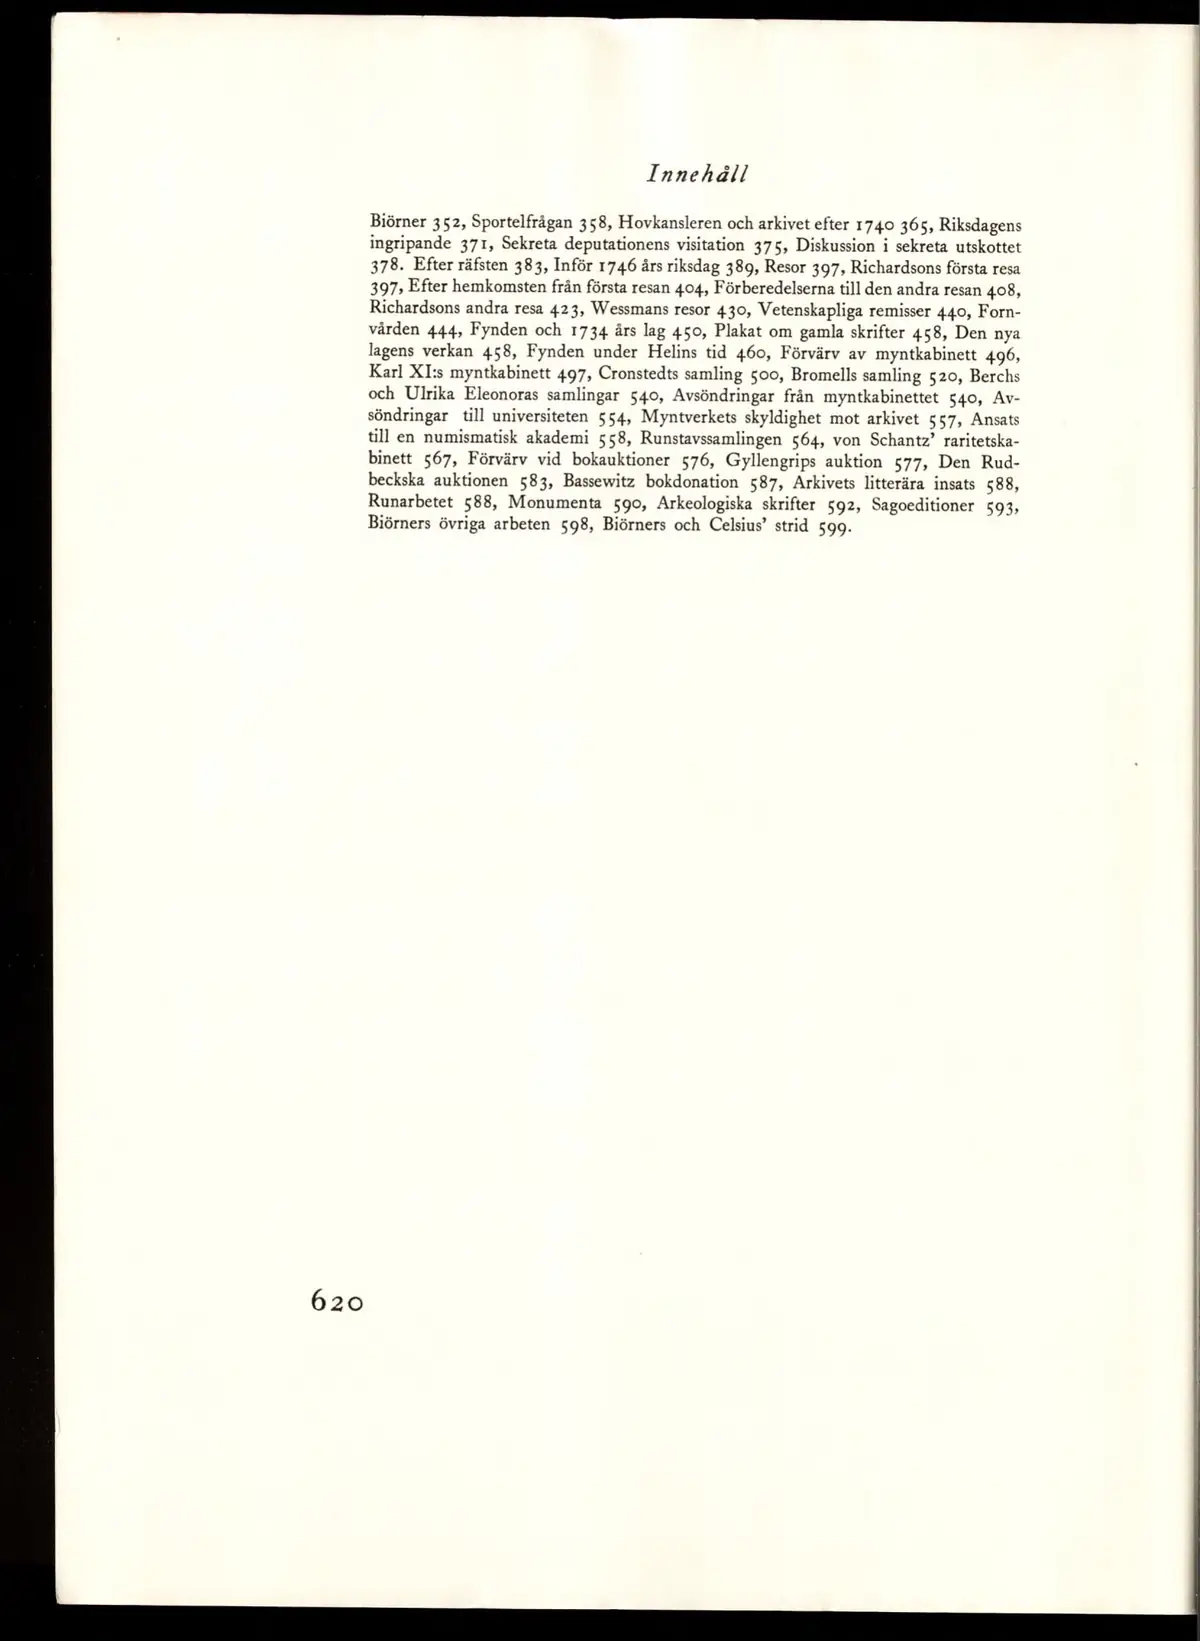 Innehåll
Biörner 352, Sportelfrågan 358, Hovkansleren och arkivet efter 1740 365, Riksdagens
ingripande 371, Sekreta deputationens visitation 375, Diskussion i sekreta utskottet
378. Efter räfsten 383, Inför 1746 års riksdag 389, Resor 397, Richardsons första resa
397, Efter hemkomsten från första resan 404, Förberedelserna till den andra resan 408,
Richardsons andra resa 423, Wessmans resor 430, Vetenskapliga remisser 440, Forn-
vården 444, Fynden och 1734 års lag 450, Plakat om gamla skrifter 458, Den nya
lagens verkan 458, Fynden under Helins tid 460, Förvärv av myntkabinett 496,
Karl XI:s myntkabinett 497, Cronstedts samling 500, Bromells samling 520, Berchs
och Ulrika Eleonoras samlingar 540, Avsöndringar från myntkabinettet 540, Av-
söndringar till universiteten 554, Myntverkets skyldighet mot arkivet 557, Ansats
till en numismatisk akademi 558, Runstavssamlingen 564, von Schantz’ raritetska-
binett 567, Förvärv vid bokauktioner 576, Gyllengrips auktion 577, Den Rud-
beckska auktionen 583, Bassewitz bokdonation 587, Arkivets litterära insats 588,
Runarbetet 588, Monumenta 590, Arkeologiska skrifter 592, Sagoeditioner 593,
Biörners övriga arbeten 598, Biörners och Celsius’ strid 599.
620